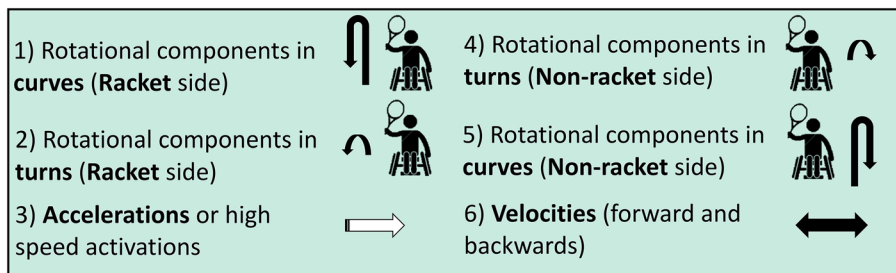 1) Rotational components in
curves (Racket side)
2) Rotational components in
turns (Racket side)
3) Accelerations or high
speed activations
4) Rotational components in
turns (Non-racket side)
5) Rotational components in
curves (Non-racket side)
6) Velocities (forward and
backwards)